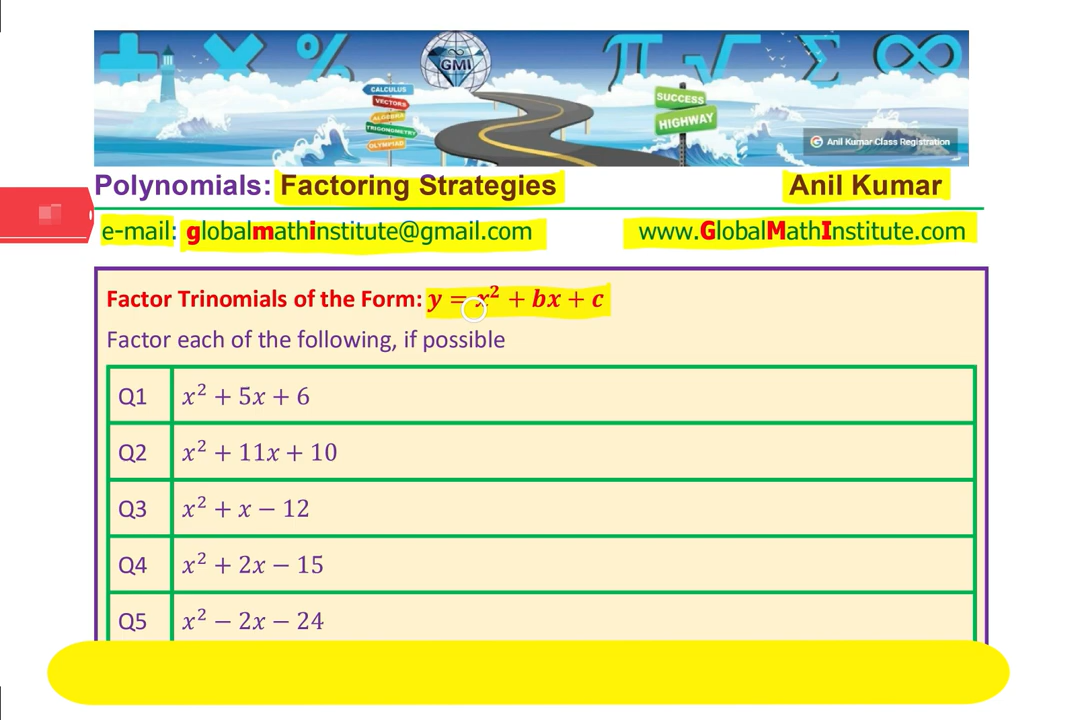 + × % π √ Σ ∞
GMI
CALCULUS
VECTORS
ALGEBRA
TRIGONOMETRY
OLYMPIAD
SUCCESS
HIGHWAY
G Anil Kumar Class Registration
Polynomials: Factoring Strategies Anil Kumar
e-mail: globalmathinstitute@gmail.com www.GlobalMathInstitute.com
Factor Trinomials of the Form: y = x² + bx + c
Factor each of the following, if possible
Q1 x² + 5x + 6
Q2 x² + 11x + 10
Q3 x² + x − 12
Q4 x² + 2x − 15
Q5 x² − 2x − 24